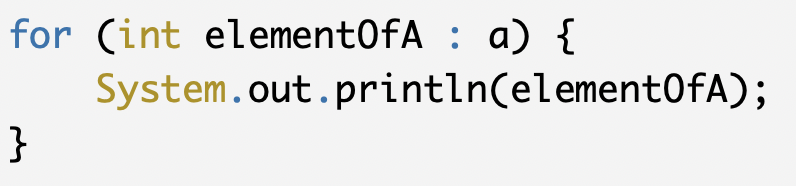 for (int elementOfA : a) {
    System.out.println(elementOfA);
}